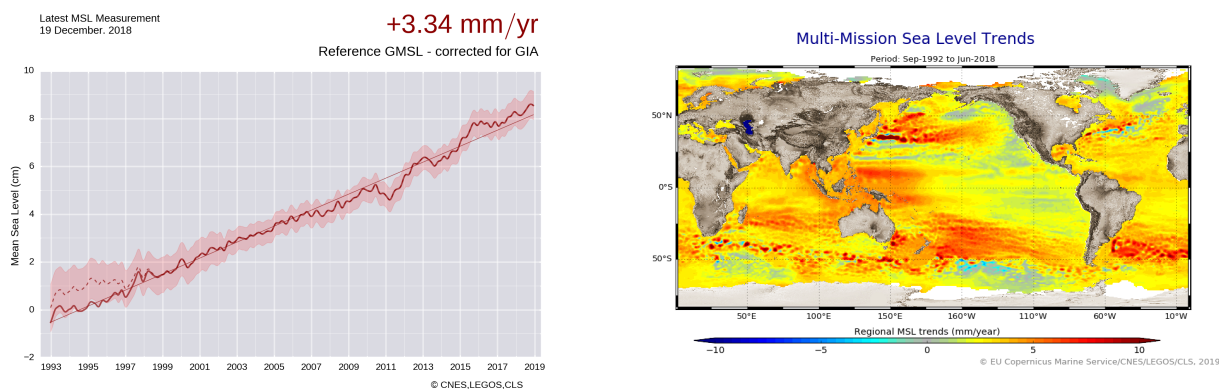 Latest MSL Measurement
19 December. 2018
+3.34 mm/yr
Reference GMSL - corrected for GIA
Mean Sea Level (cm)
10
8
6
4
2
0
−2
1993
1995
1997
1999
2001
2003
2005
2007
2009
2011
2013
2015
2017
2019
© CNES,LEGOS,CLS
Multi-Mission Sea Level Trends
Period: Sep-1992 to Jun-2018
50°N
0°S
50°S
50°E
100°E
150°E
160°W
110°W
60°W
10°W
Regional MSL trends (mm/year)
−10
−5
0
5
10
© EU Copernicus Marine Service/CNES/LEGOS/CLS, 2019